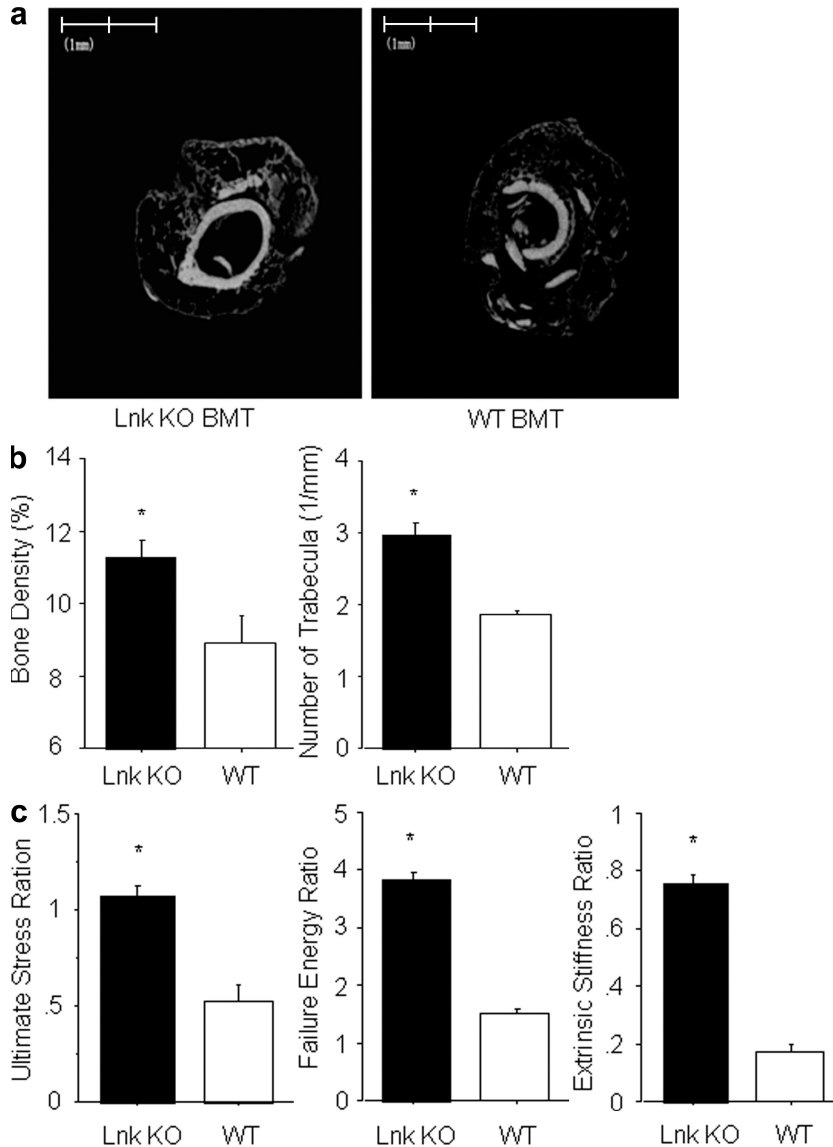 a
(1mm)
(1mm)
Lnk KO BMT
WT BMT
b
Bone Density (%)
14
12
10
8
6
Lnk KO
WT
Number of Trabecula (1/mm)
4
3
2
1
0
Lnk KO
WT
c
Ultimate Stress Ration
1.5
1
.5
0
Lnk KO
WT
Failure Energy Ratio
5
4
3
2
1
0
Lnk KO
WT
Extrinsic Stiffness Ratio
1
.8
.6
.4
.2
0
Lnk KO
WT
*
*
*
*
*